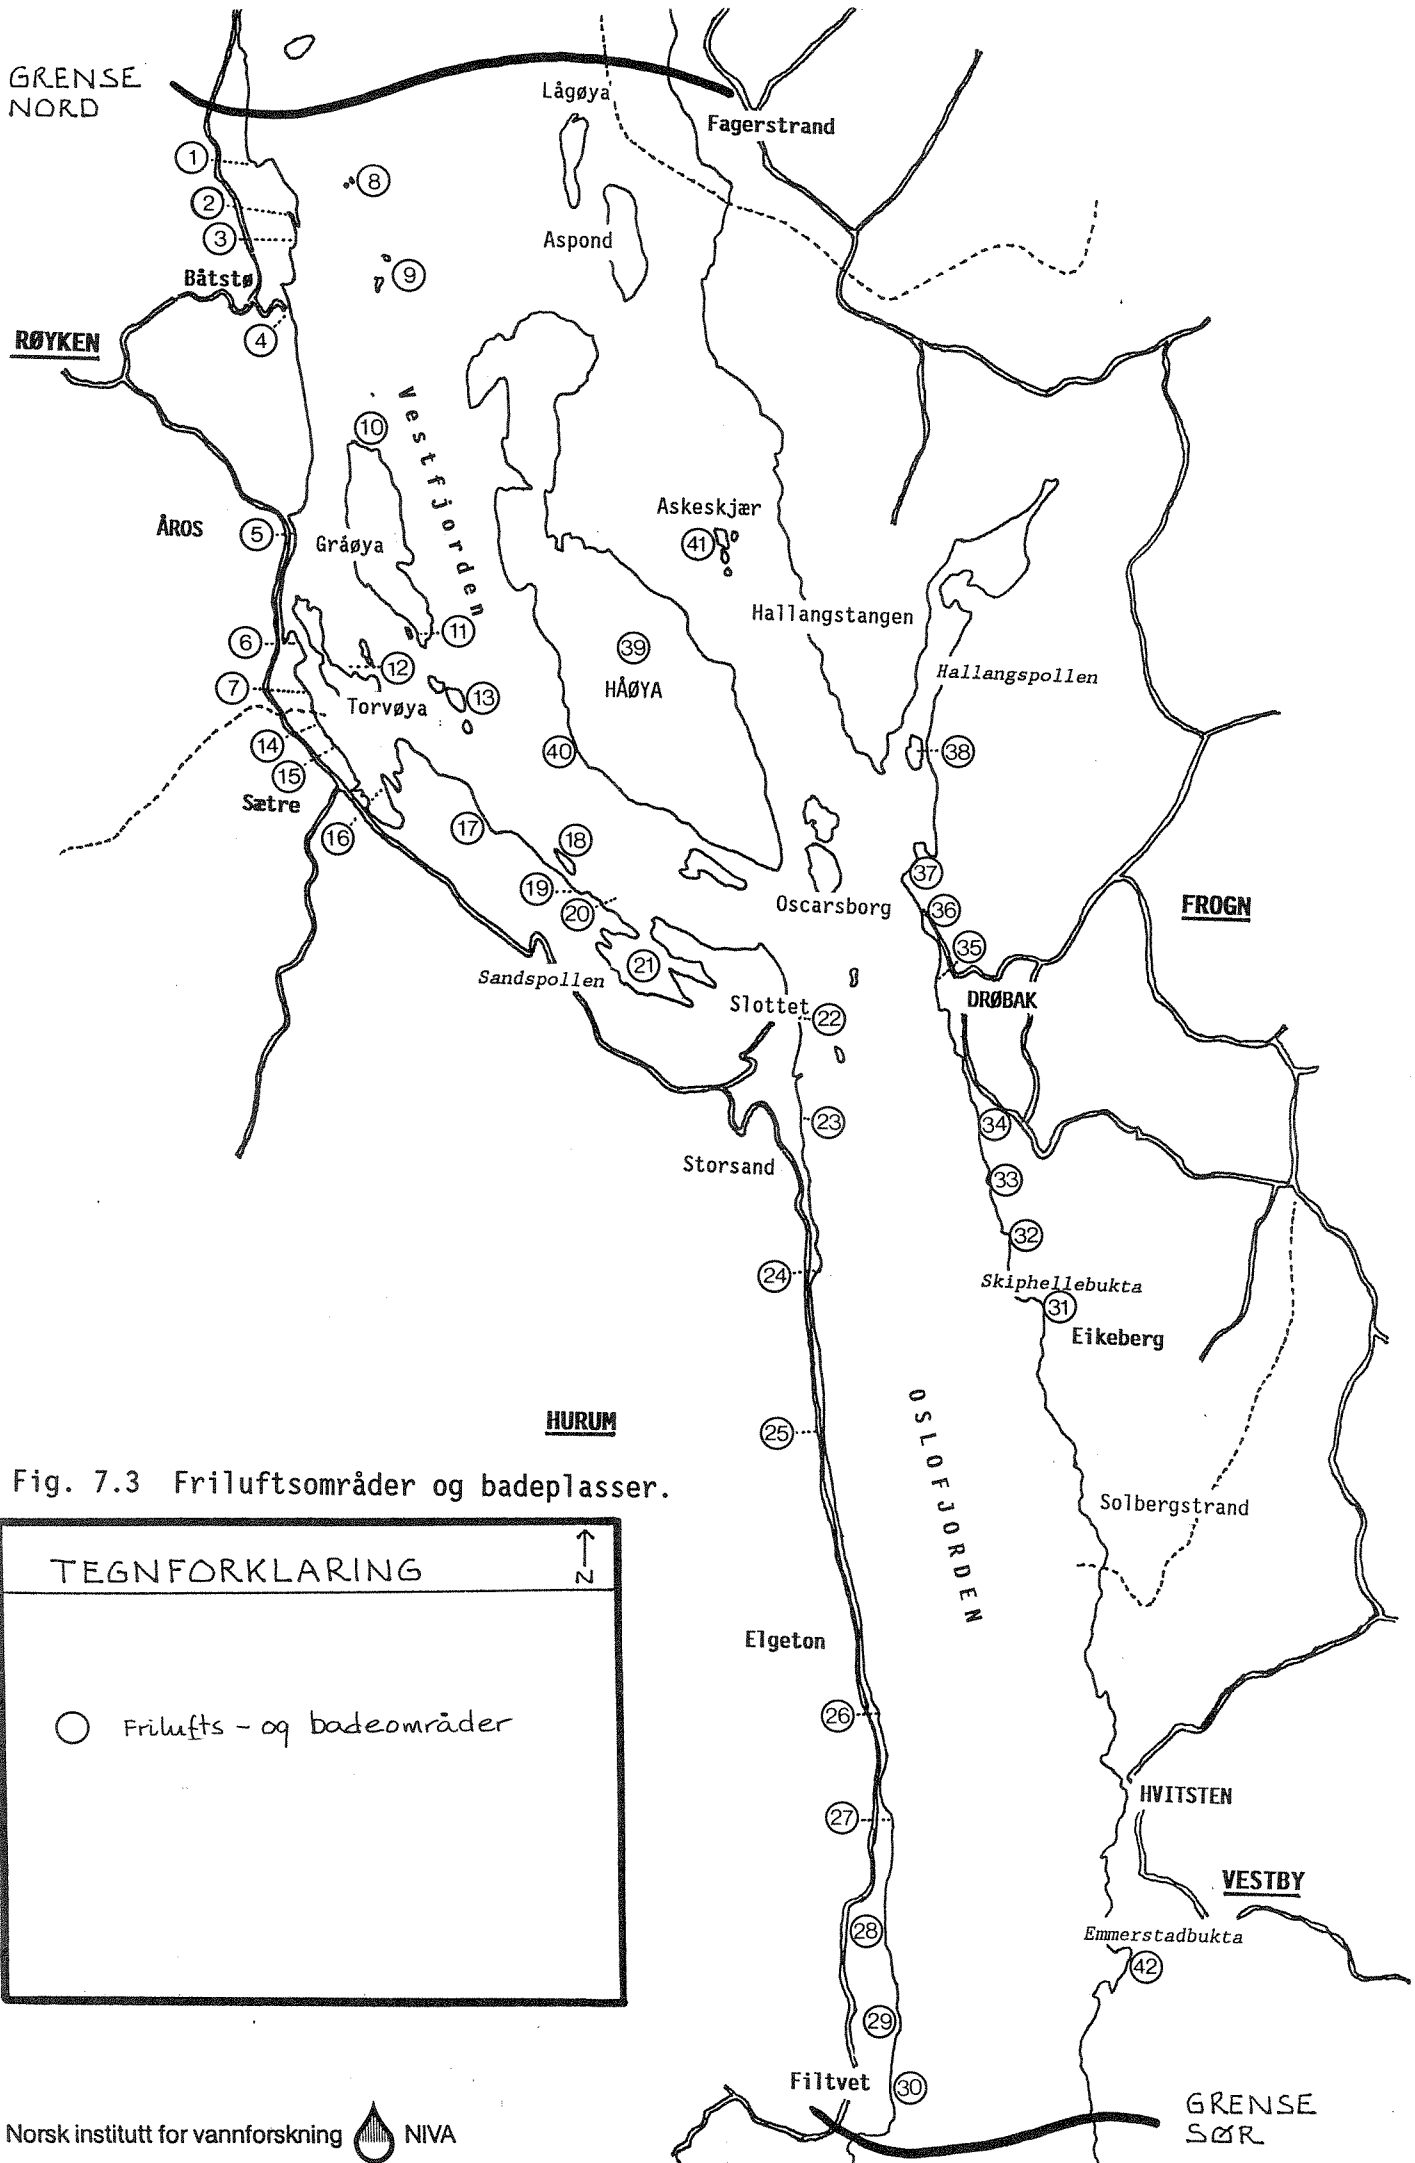 GRENSE
NORD
Lågøya
Fagerstrand
1
8
2
3
Aspond
9
Båtstø
4
RØYKEN
Vestfjorden
10
Askeskjær
41
ÅROS
5
Gråøya
Hallangstangen
11
6
39
12
Hallangspollen
7
HÅØYA
13
Torvøya
14
40
38
15
Sætre
17
16
18
37
19
Oscarsborg
36
FROGN
20
35
21
Sandspollen
DRØBAK
Slottet
22
23
34
Storsand
33
32
24
Skiphellebukta
31
Eikeberg
HURUM
25
OSLOFJORDEN
Fig. 7.3 Friluftsområder og badeplasser.
Solbergstrand
TEGNFORKLARING
N
Elgeton
26
Frilufts - og badeområder
HVITSTEN
27
VESTBY
28
Emmerstadbukta
42
29
Filtvet
30
GRENSE
SØR
Norsk institutt for vannforskning NIVA